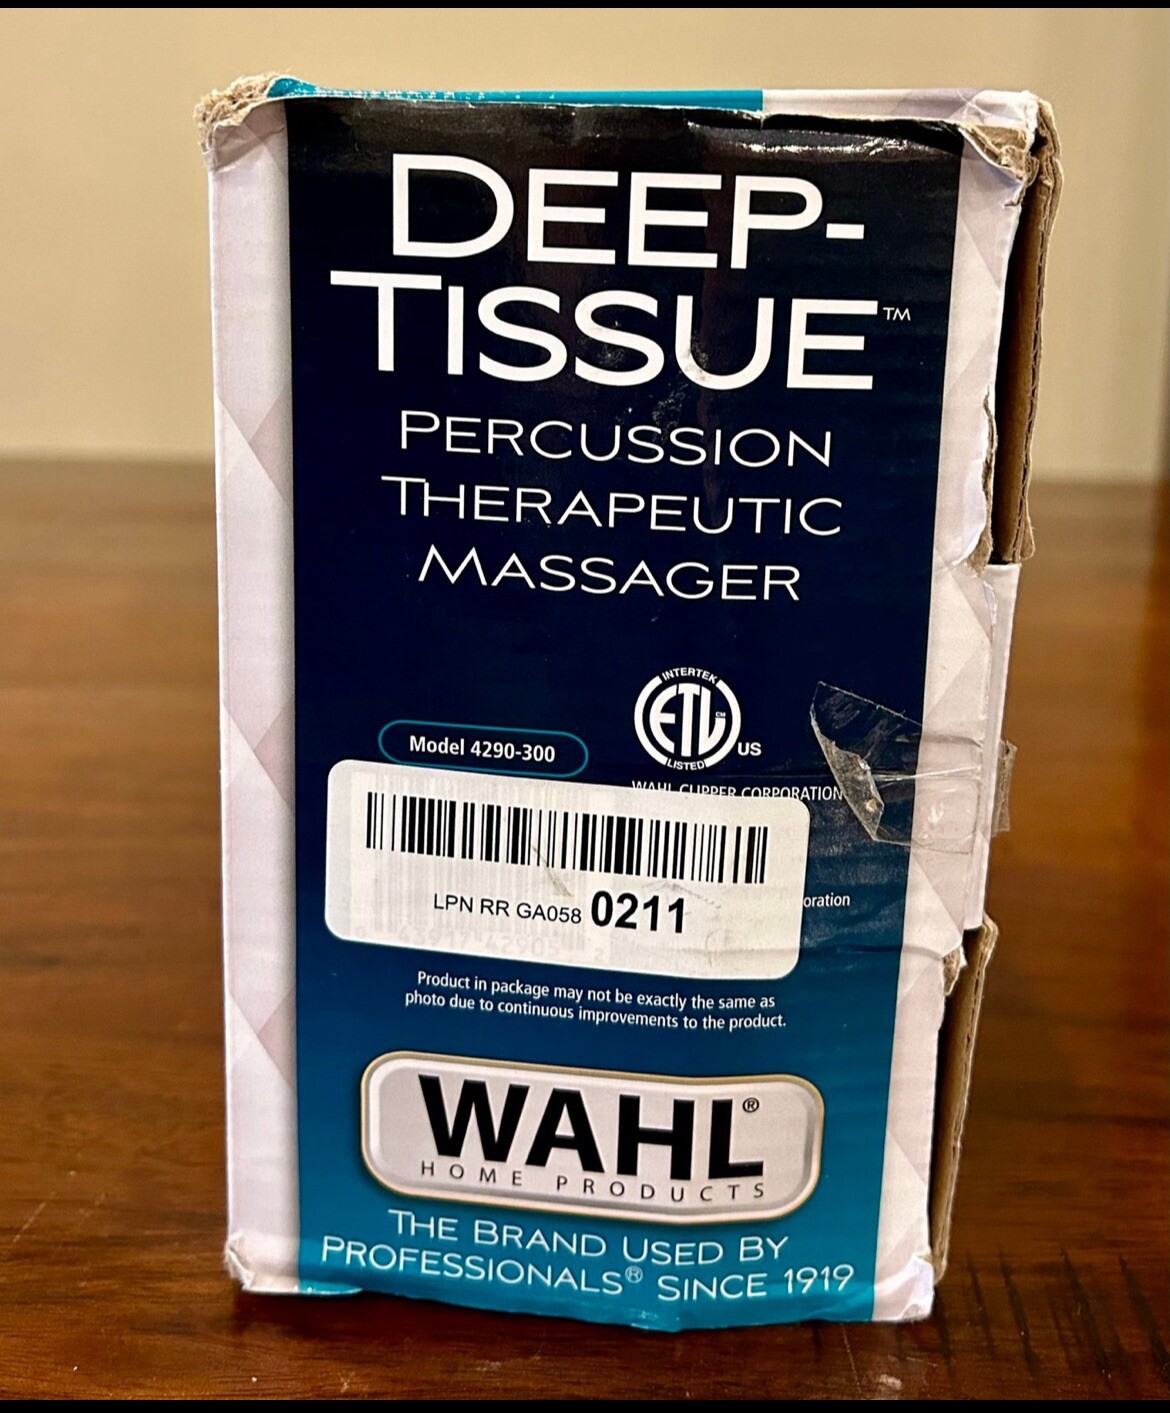 DEEP-
TISSUE™
PERCUSSION
THERAPEUTIC
MASSAGER
INTERTEK
ETL CM
LISTED
US
Model 4290-300
WAHL CLIPPER CORPORATION
LPN RR GA058 0211
oration
Product in package may not be exactly the same as
photo due to continuous improvements to the product.
WAHL®
HOME PRODUCTS
THE BRAND USED BY
PROFESSIONALS® SINCE 1919